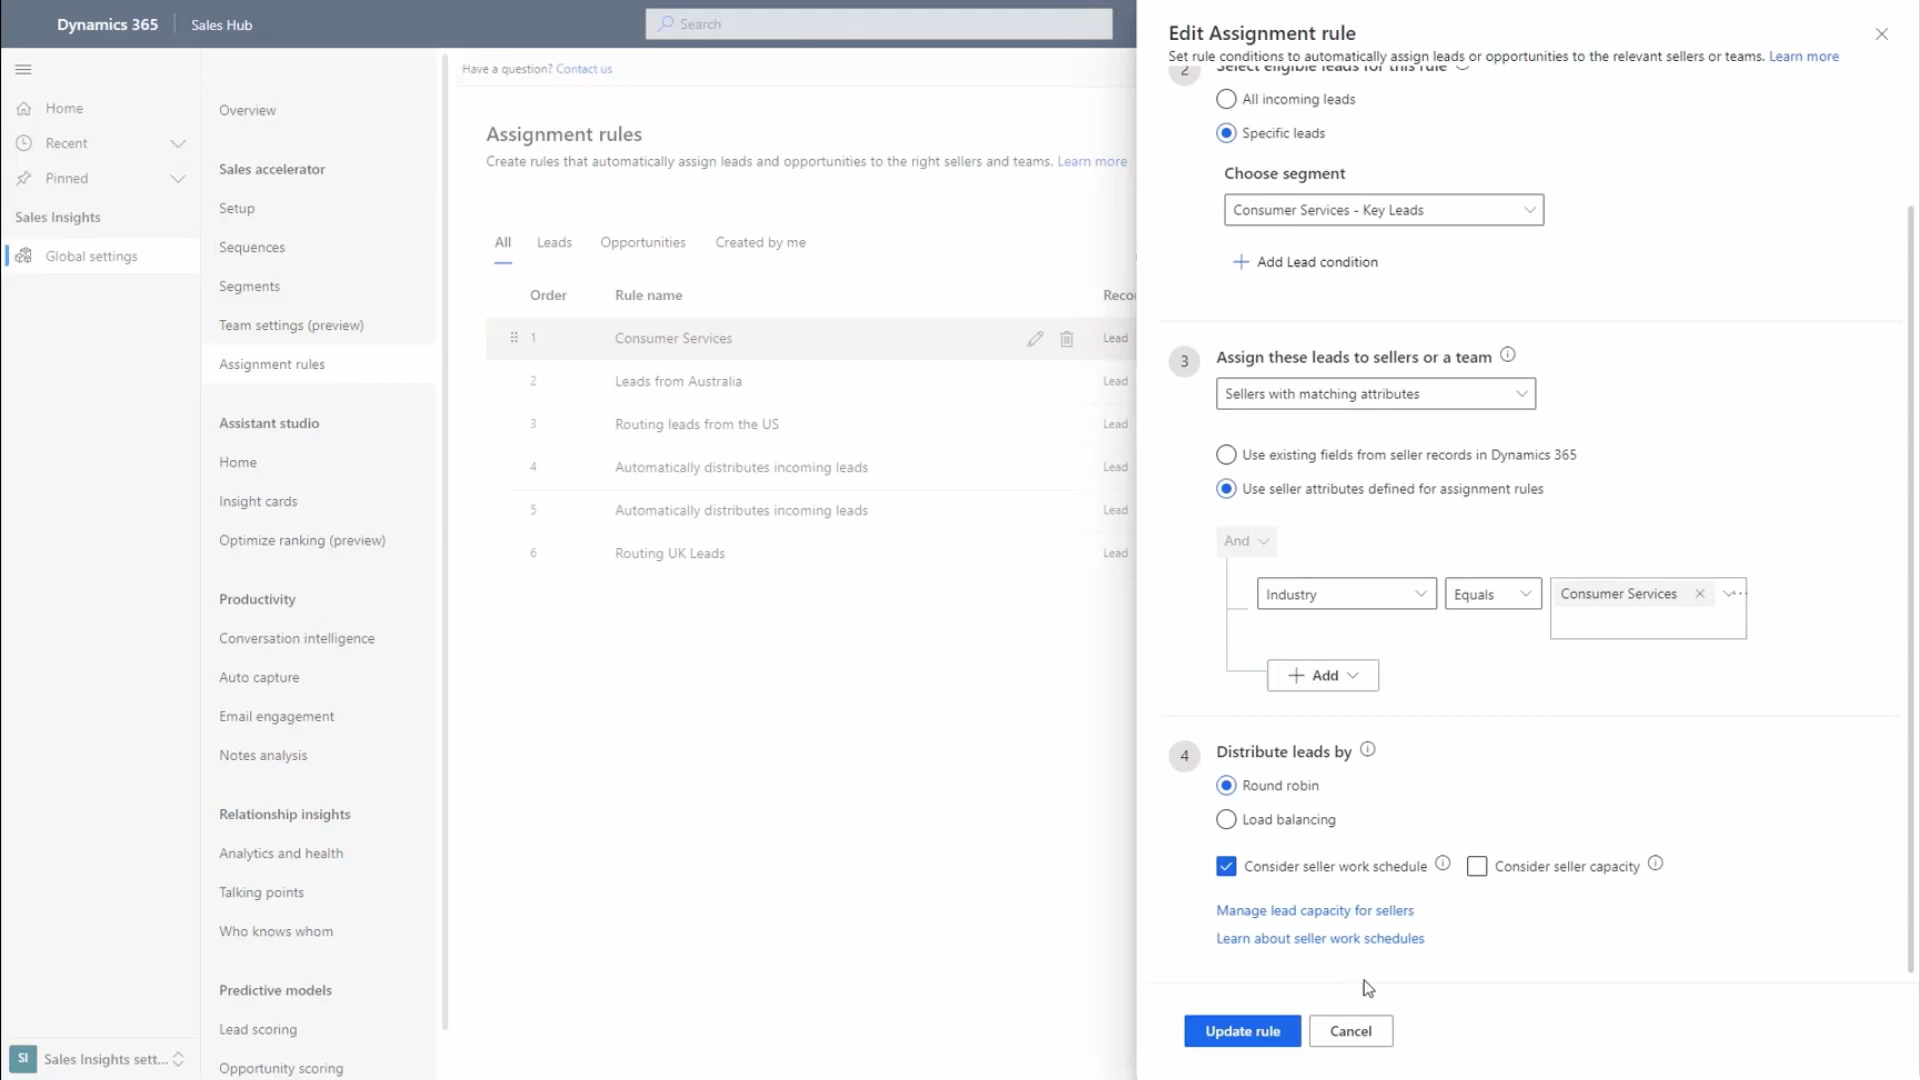 Dynamics 365
Sales Hub
Search
Home
Recent
Pinned
Sales Insights
Global settings
SI
Sales Insights sett...
Overview
Sales accelerator
Setup
Sequences
Segments
Team settings (preview)
Assignment rules
Assistant studio
Home
Insight cards
Optimize ranking (preview)
Productivity
Conversation intelligence
Auto capture
Email engagement
Notes analysis
Relationship insights
Analytics and health
Talking points
Who knows whom
Predictive models
Lead scoring
Opportunity scoring
Have a question? Contact us
Assignment rules
Create rules that automatically assign leads and opportunities to the right sellers and teams. Learn more
All Leads Opportunities Created by me
Order Rule name Reco
1 Consumer Services Lead
2 Leads from Australia Lead
3 Routing leads from the US Lead
4 Automatically distributes incoming leads Lead
5 Automatically distributes incoming leads Lead
6 Routing UK Leads Lead
Edit Assignment rule
Set rule conditions to automatically assign leads or opportunities to the relevant sellers or teams. Learn more
2 Select eligible leads for this rule
All incoming leads
Specific leads
Choose segment
Consumer Services - Key Leads
Add Lead condition
3 Assign these leads to sellers or a team
Sellers with matching attributes
Use existing fields from seller records in Dynamics 365
Use seller attributes defined for assignment rules
And
Industry Equals Consumer Services
Add
4 Distribute leads by
Round robin
Load balancing
Consider seller work schedule Consider seller capacity
Manage lead capacity for sellers
Learn about seller work schedules
Update rule Cancel